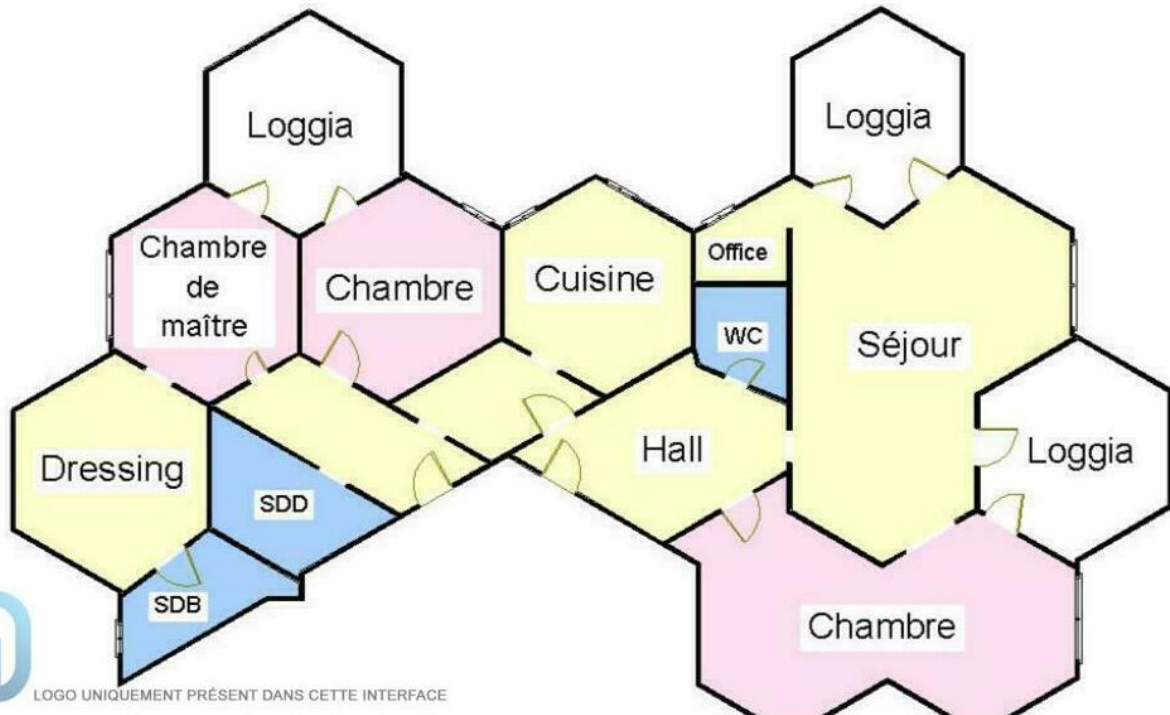 Loggia
Loggia
Chambre
de
maître
Chambre
Cuisine
Office
WC
Séjour
Dressing
SDD
Hall
Loggia
SDB
Chambre
LOGO UNIQUEMENT PRÉSENT DANS CETTE INTERFACE